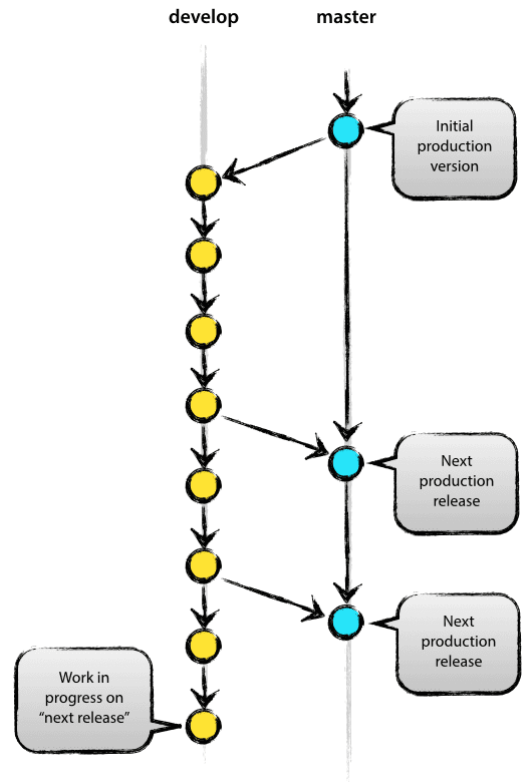 develop master
Initial
production
version
Next
production
release
Next
production
release
Work in
progress on
“next release”